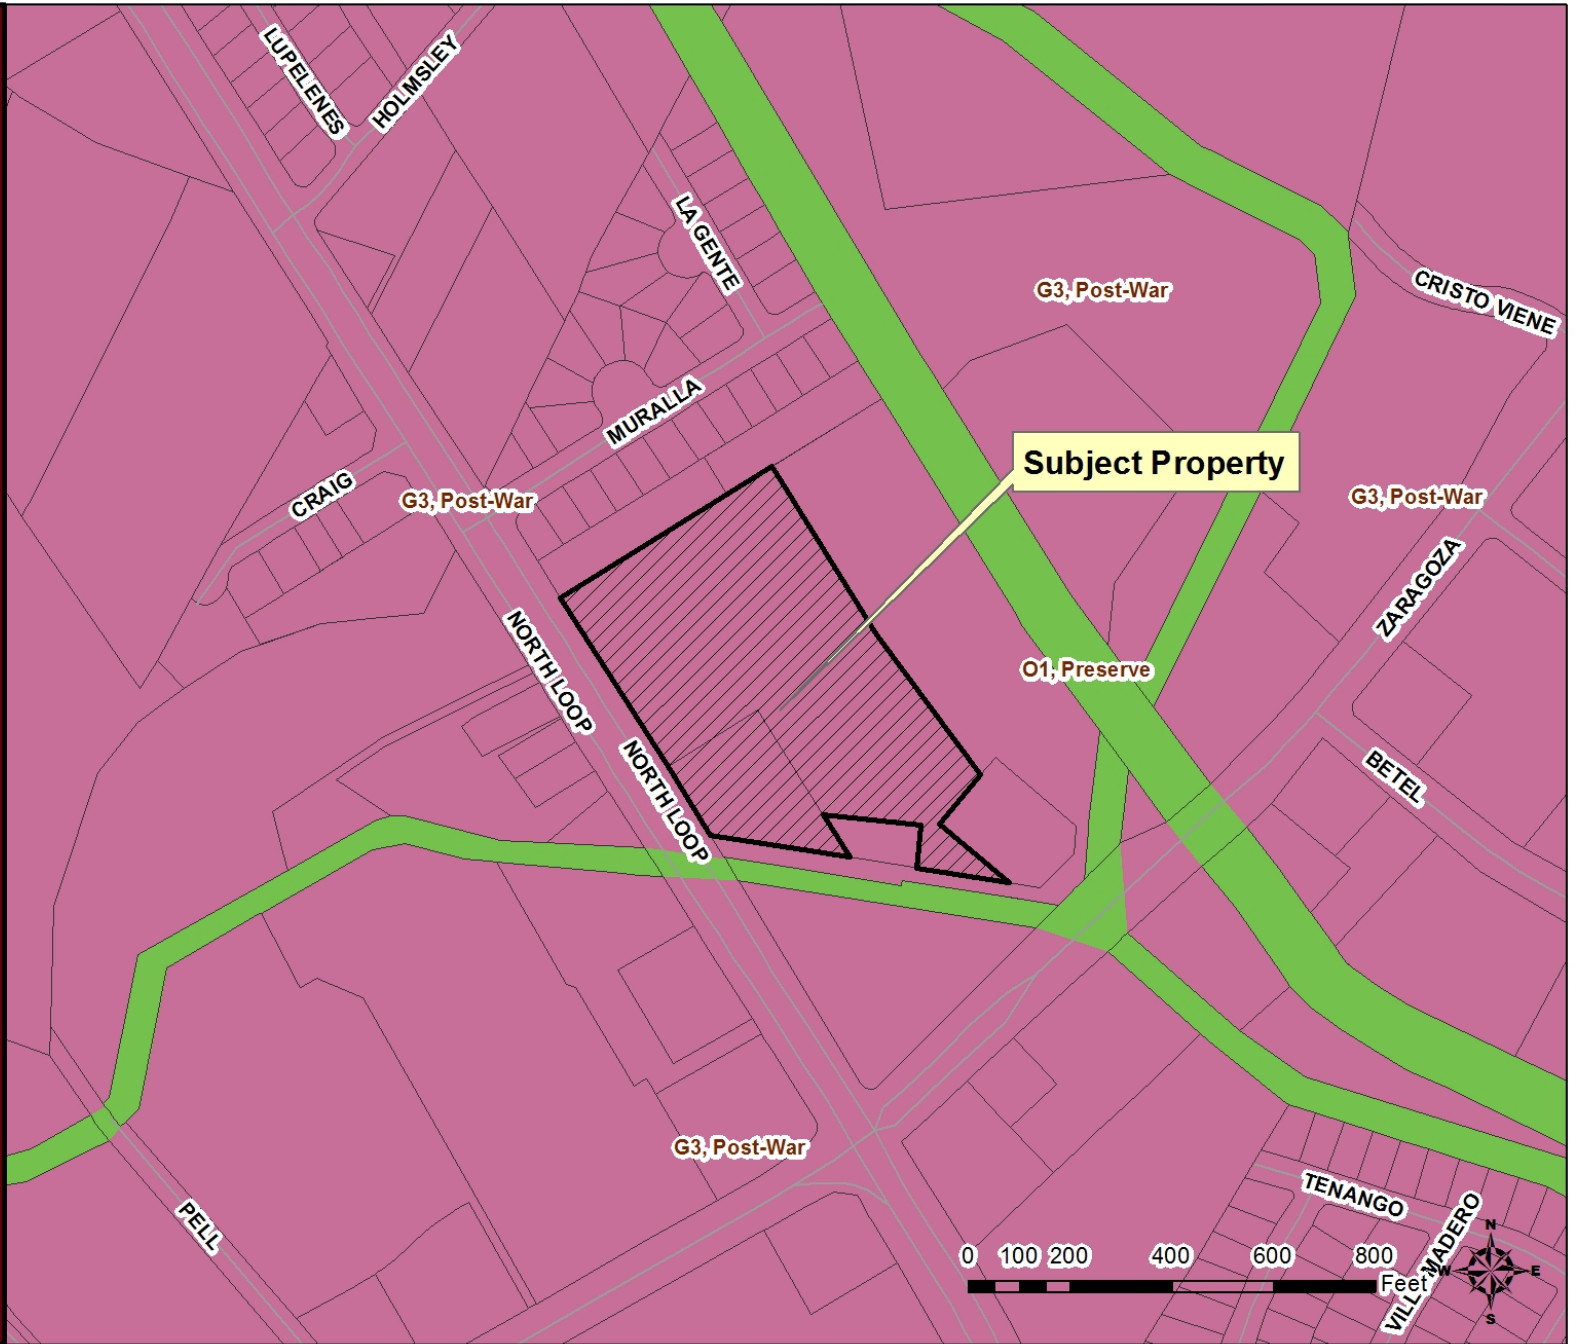 LUPELENES
HOLMSLEY
LA GENTE
G3, Post-War
CRISTO VIENE
MURALLA
Subject Property
CRAIG
G3, Post-War
G3, Post-War
ZARAGOZA
NORTH LOOP
O1, Preserve
NORTH LOOP
BETEL
G3, Post-War
PELL
TENANGO
MADERO
N
0 100 200 400 600 800
Feet
W
E
S